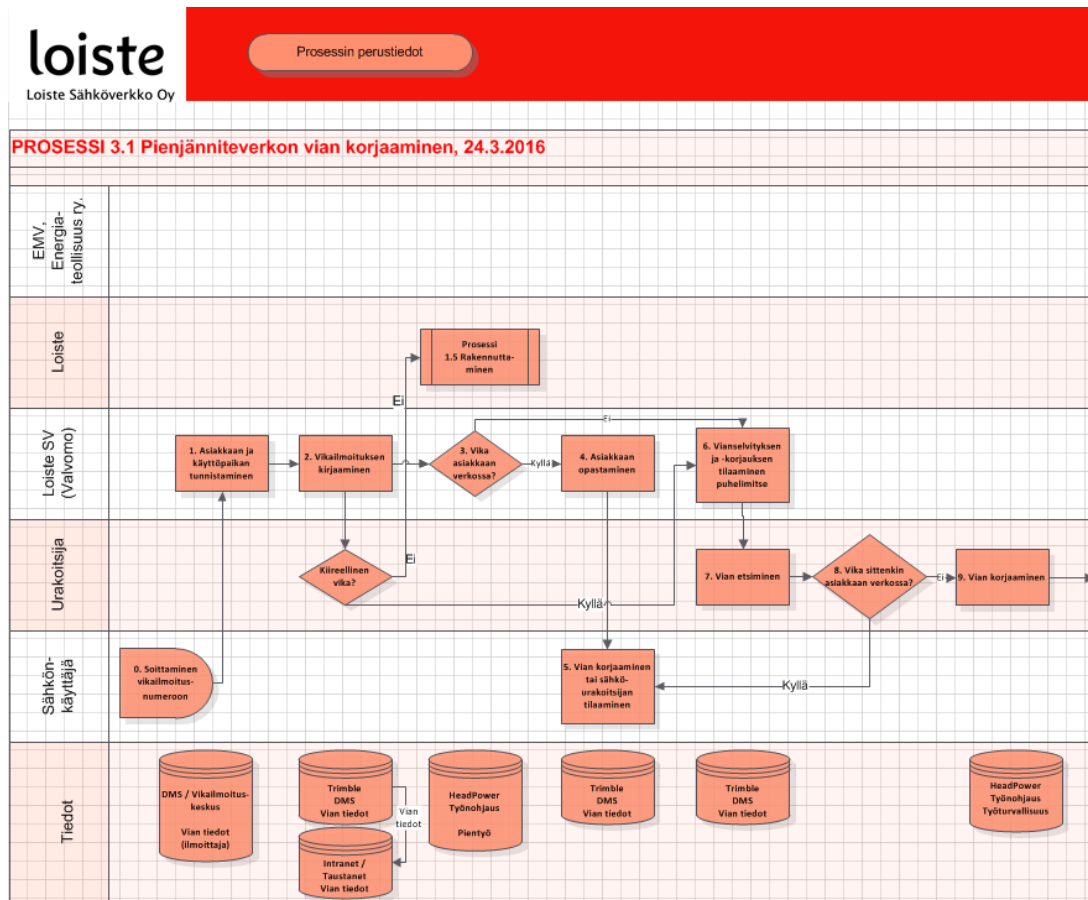 loiste
Loiste Sähköverkko Oy
Prosessin perustiedot
PROSESSI 3.1 Pienjänniteverkon vian korjaaminen, 24.3.2016
EMV,
Energia-
teollisuus ry.
Loiste
Prosessi
1.5 Rakennutta-
minen
Ei
Loiste SV
(Valvomo)
1. Asiakkaan ja
käyttöpaikan
tunnistaminen
2. Vikailmoituksen
kirjaaminen
3. Vika
asiakkaan
verkossa?
Ei
Kyllä
4. Asiakkaan
opastaminen
6. Vianselvityksen
ja -korjauksen
tilaaminen
puhelimitse
Urakoitsija
Kiireellinen
vika?
Ei
Kyllä
7. Vian etsiminen
8. Vika sittenkin
asiakkaan verkossa?
Ei
9. Vian korjaaminen
Sähkön-
käyttäjä
0. Soittaminen
vikailmoitus-
numeroon
5. Vian korjaaminen
tai sähkö-
urakoitsijan
tilaaminen
Kyllä
Tiedot
DMS / Vikailmoitus-
keskus
Vian tiedot
(ilmoittaja)
Trimble
DMS
Vian tiedot
Vian
tiedot
Intranet /
Taustanet
Vian tiedot
HeadPower
Työnohjaus
Pientyö
Trimble
DMS
Vian tiedot
Trimble
DMS
Vian tiedot
HeadPower
Työnohjaus
Työturvallisuus